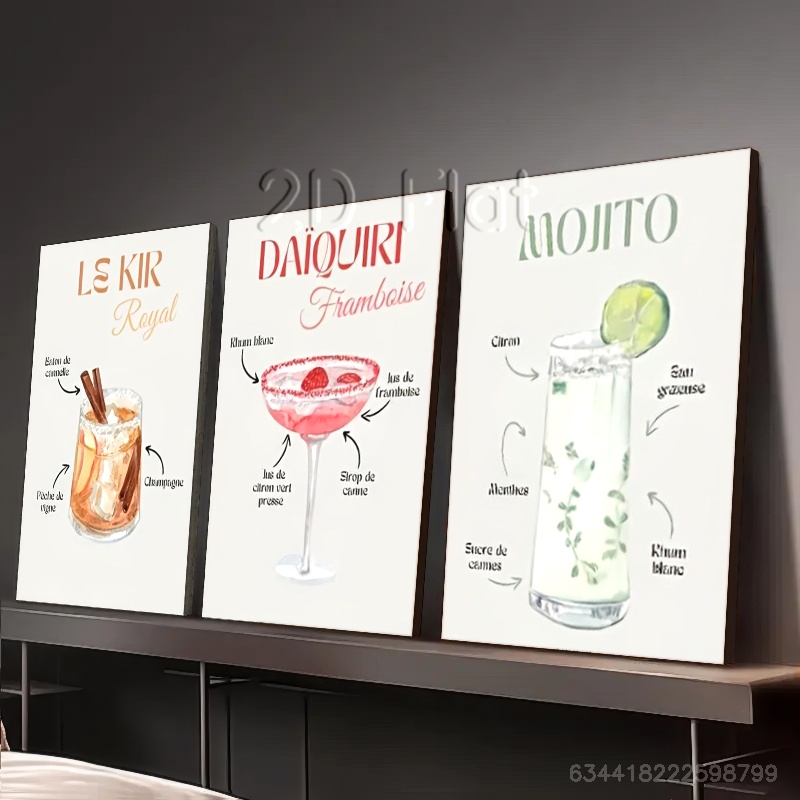 2D Flat
LE KIR
Royal
Baton de
cannelle
Pêche de
vigne
Champagne
DAÏQUIRI
Framboise
Rhum blanc
Jus de
framboise
Jus de
citron vert
pressé
Sirop de
canne
MOJITO
Citron
Eau
gazeuse
Menthes
Sucre de
cannes
Rhum
blanc
634418222598799